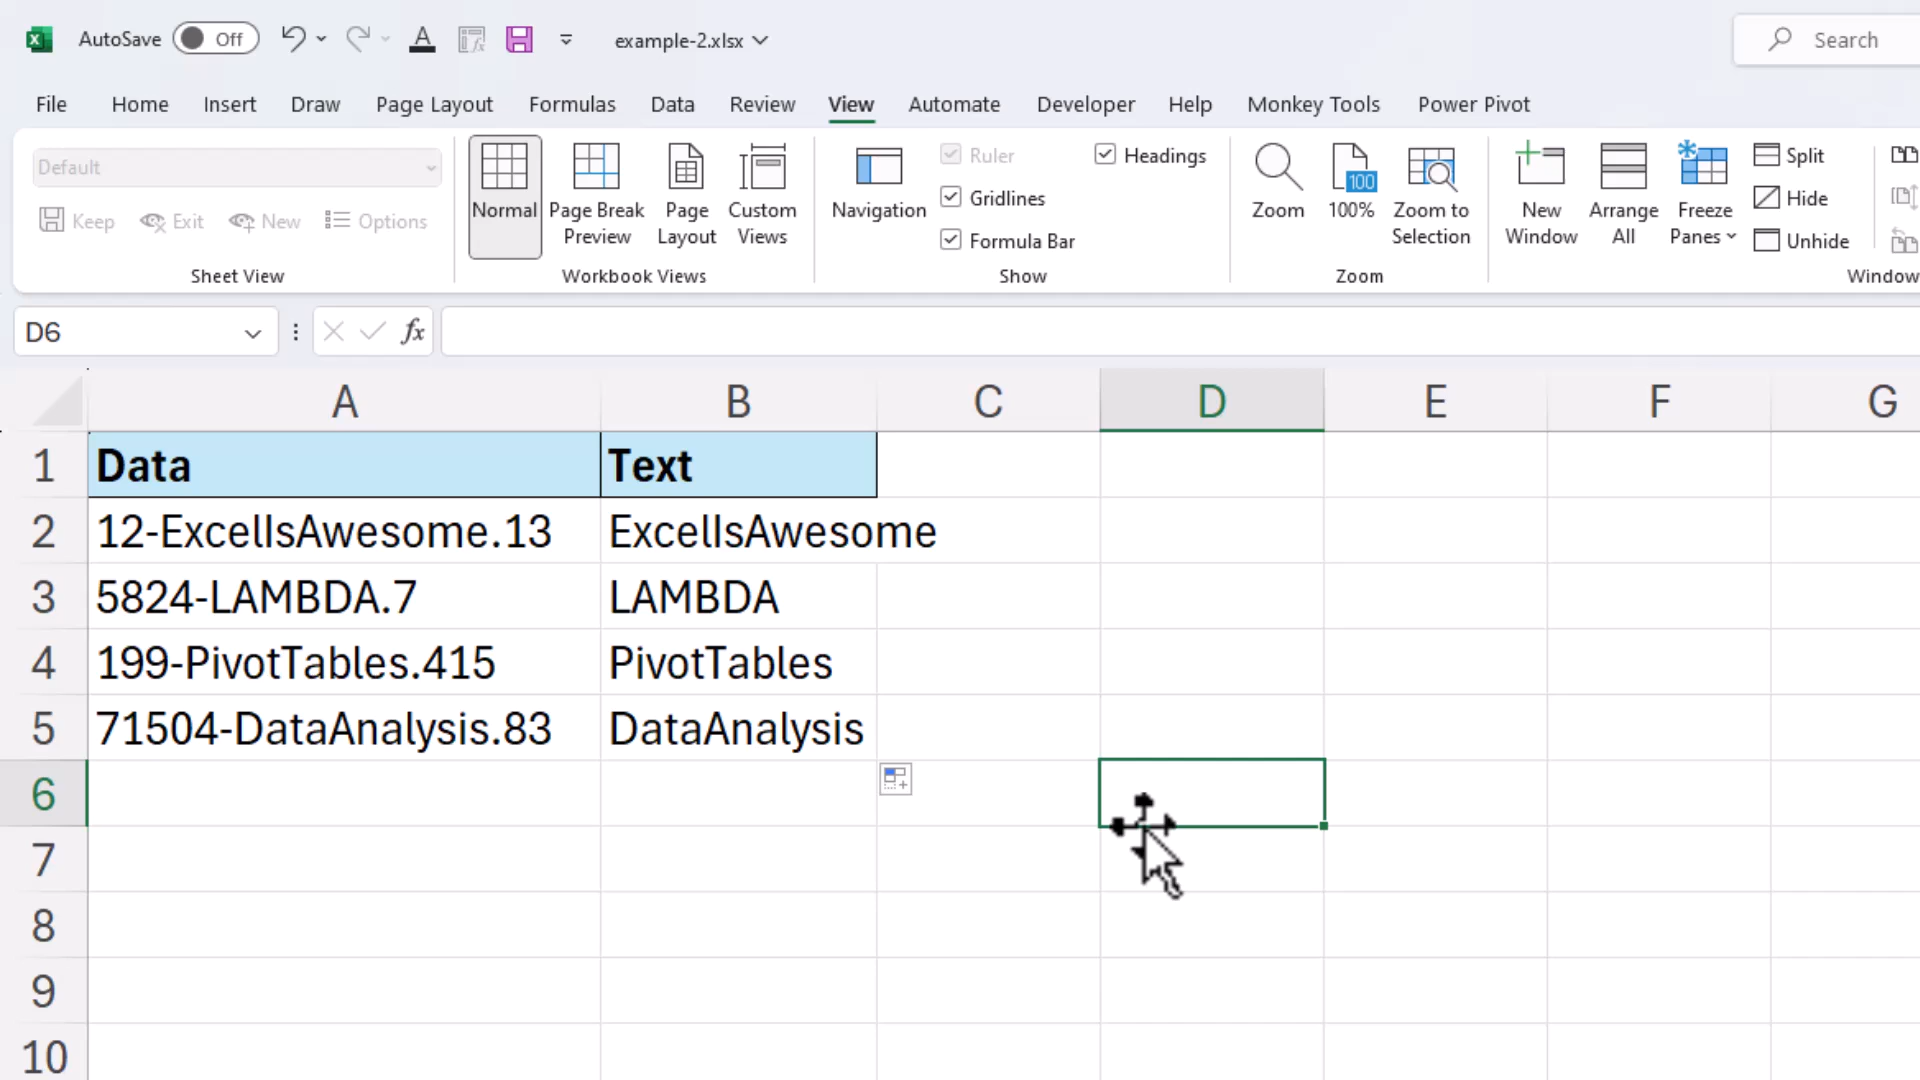 AutoSave Off example-2.xlsx Search
File Home Insert Draw Page Layout Formulas Data Review View Automate Developer Help Monkey Tools Power Pivot
Default
Keep Exit New Options
Sheet View
Normal Page Break Preview Page Layout Custom Views
Workbook Views
Navigation
Ruler Headings
Gridlines
Formula Bar
Show
Zoom 100 100% Zoom to Selection
Zoom
New Window Arrange All Freeze Panes
Split
Hide
Unhide
Window
D6 fx
A B C D E F G
1 Data Text
2 12-ExcelIsAwesome.13 ExcelIsAwesome
3 5824-LAMBDA.7 LAMBDA
4 199-PivotTables.415 PivotTables
5 71504-DataAnalysis.83 DataAnalysis
6
7
8
9
10